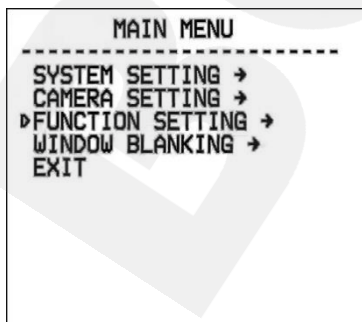 MAIN MENU
SYSTEM SETTING →
CAMERA SETTING →
FUNCTION SETTING →
WINDOW BLANKING →
EXIT